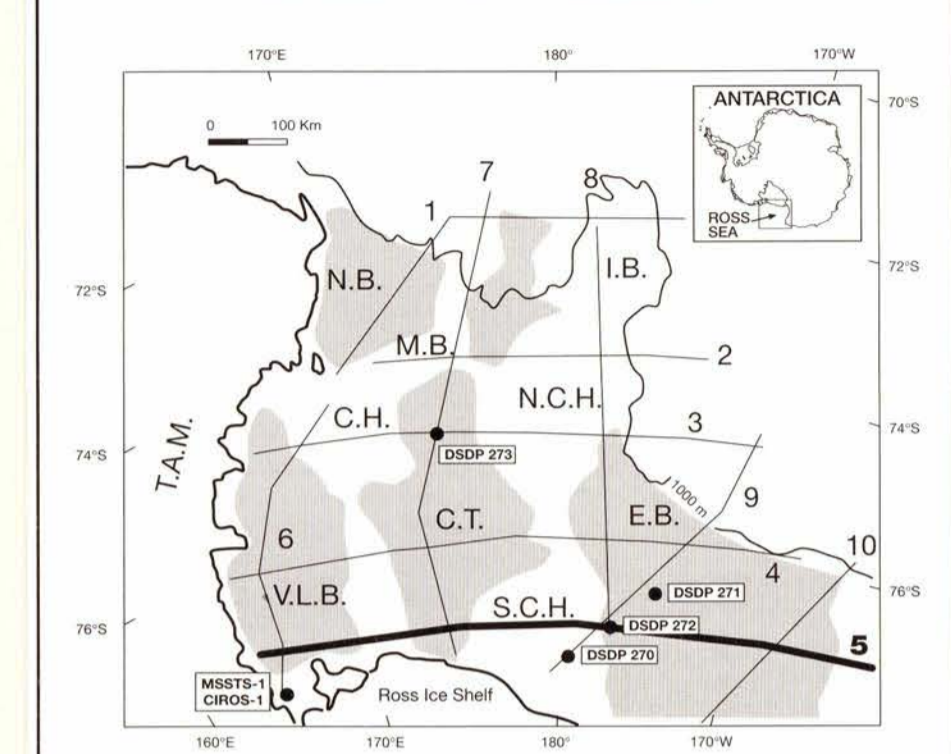 170°E
180°
170°W
70°S
ANTARCTICA
ROSS
SEA
0 100 Km
7
8
1
I.B.
72°S
N.B.
72°S
M.B.
2
N.C.H.
C.H.
3
74°S
T.A.M.
74°S
DSDP 273
1000 m
9
C.T.
E.B.
6
10
4
V.L.B.
S.C.H.
DSDP 271
76°S
76°S
DSDP 272
5
DSDP 270
MSSTS-1
CIROS-1
Ross Ice Shelf
160°E
170°E
180°
170°W